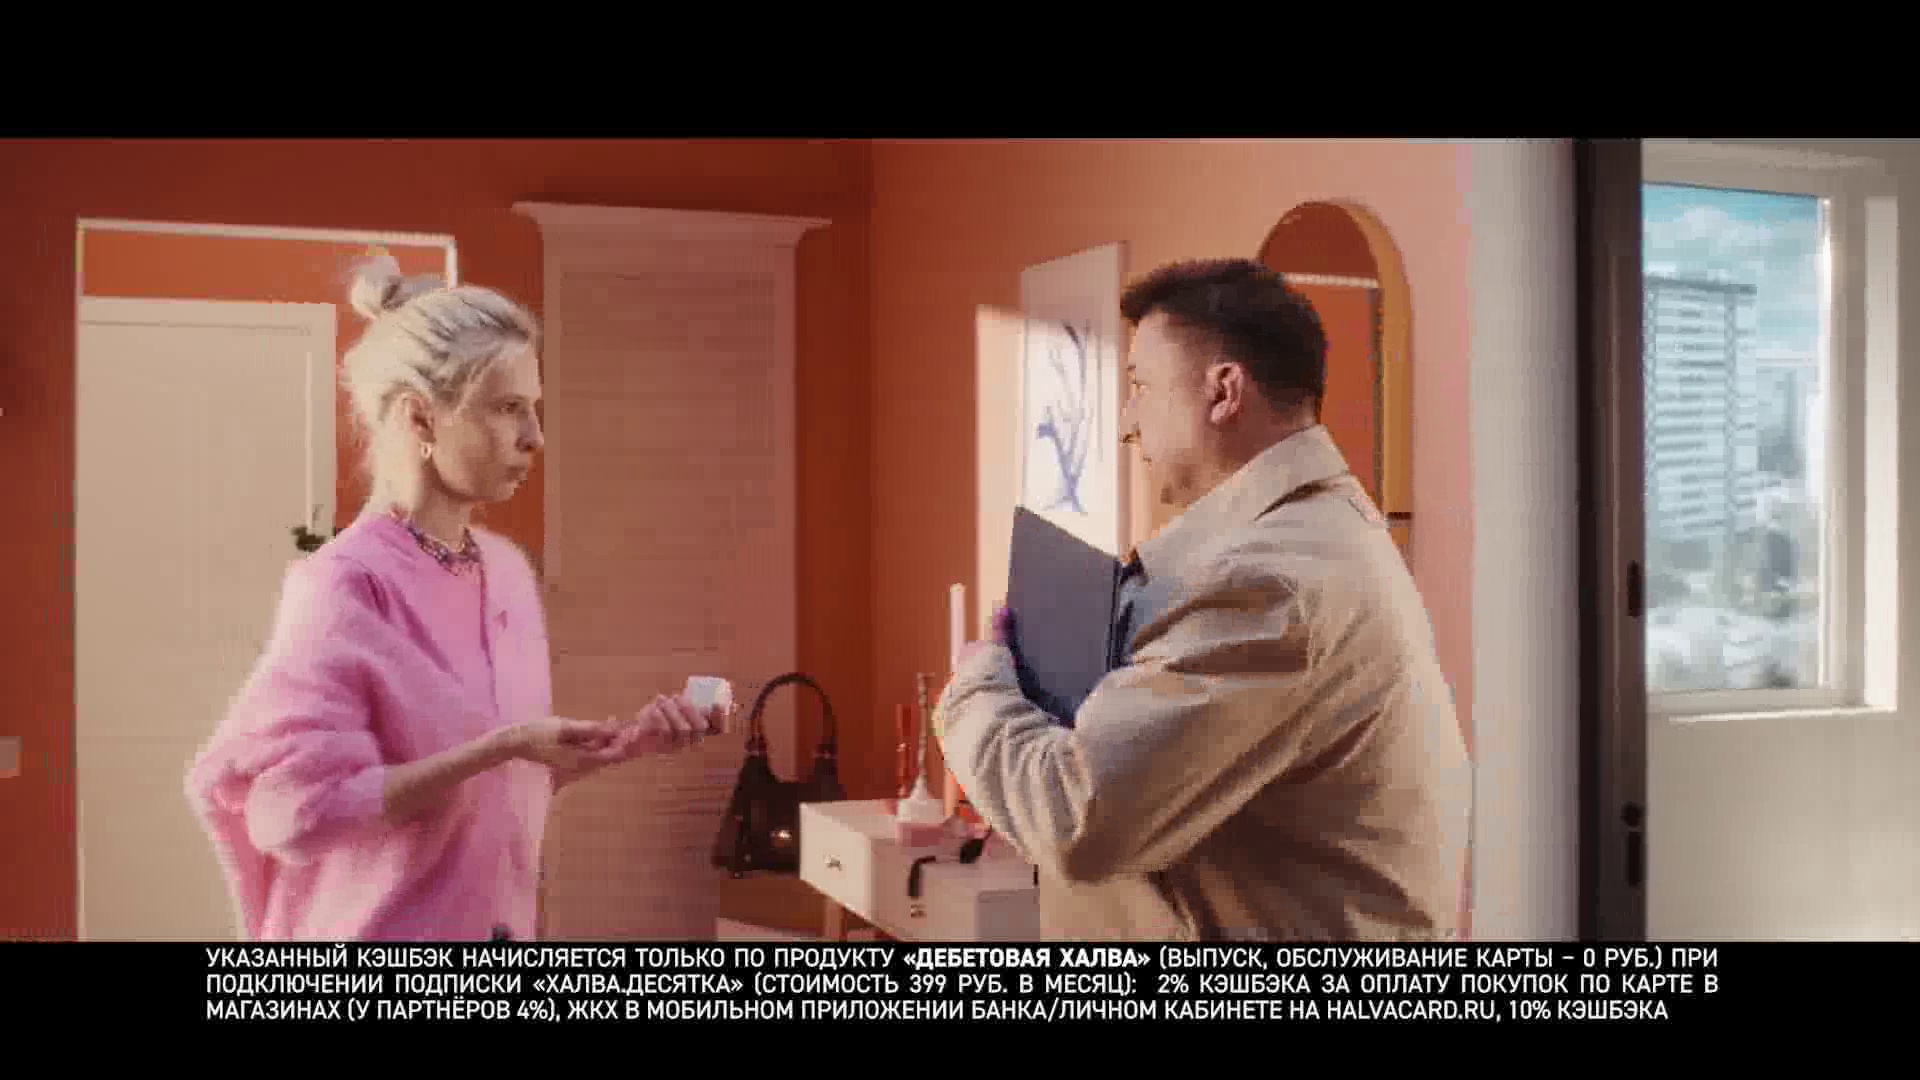 УКАЗАННЫЙ КЭШБЭК НАЧИСЛЯЕТСЯ ТОЛЬКО ПО ПРОДУКТУ «ДЕБЕТОВАЯ ХАЛВА» (ВЫПУСК, ОБСЛУЖИВАНИЕ КАРТЫ – 0 РУБ.) ПРИ
ПОДКЛЮЧЕНИИ ПОДПИСКИ «ХАЛВА.ДЕСЯТКА» (СТОИМОСТЬ 399 РУБ. В МЕСЯЦ): 2% КЭШБЭКА ЗА ОПЛАТУ ПОКУПОК ПО КАРТЕ В
МАГАЗИНАХ (У ПАРТНЁРОВ 4%), ЖКХ В МОБИЛЬНОМ ПРИЛОЖЕНИИ БАНКА/ЛИЧНОМ КАБИНЕТЕ НА HALVACARD.RU, 10% КЭШБЭКА